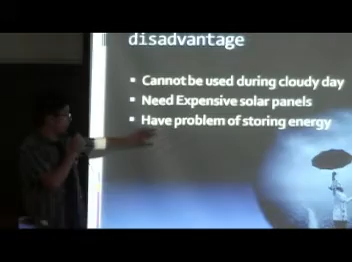 disadvantage
Cannot be used during cloudy day
Need Expensive solar panels
Have problem of storing energy